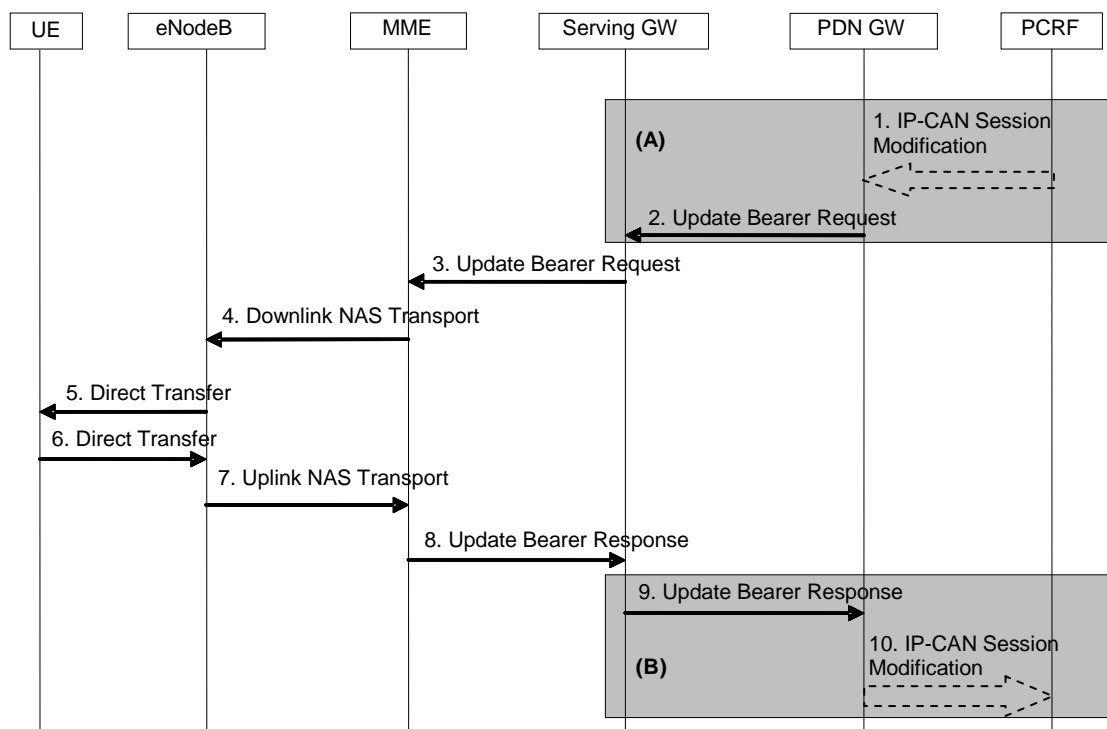 UE
eNodeB
MME
Serving GW
PDN GW
PCRF
(A)
1. IP-CAN Session
Modification
2. Update Bearer Request
3. Update Bearer Request
4. Downlink NAS Transport
5. Direct Transfer
6. Direct Transfer
7. Uplink NAS Transport
8. Update Bearer Response
9. Update Bearer Response
(B)
10. IP-CAN Session
Modification